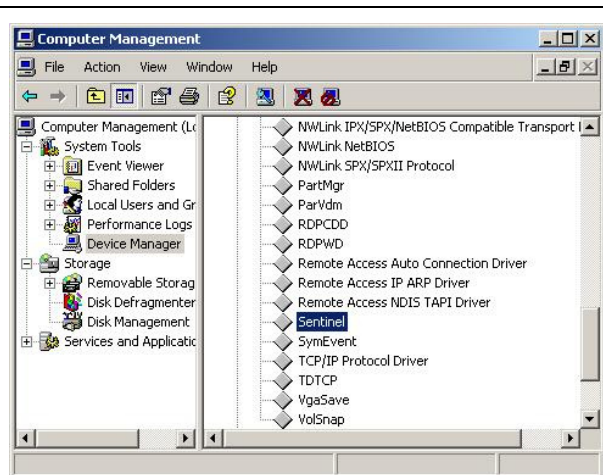 Computer Management
File Action View Window Help
Computer Management (Lo
System Tools
Event Viewer
Shared Folders
Local Users and Gr
Performance Logs
Device Manager
Storage
Removable Storag
Disk Defragmenter
Disk Management
Services and Applicatic
NWLink IPX/SPX/NetBIOS Compatible Transport
NWLink NetBIOS
NWLink SPX/SPXII Protocol
PartMgr
ParVdm
RDPCDD
RDPWD
Remote Access Auto Connection Driver
Remote Access IP ARP Driver
Remote Access NDIS TAPI Driver
Sentinel
SymEvent
TCP/IP Protocol Driver
TDTCP
VgaSave
VolSnap